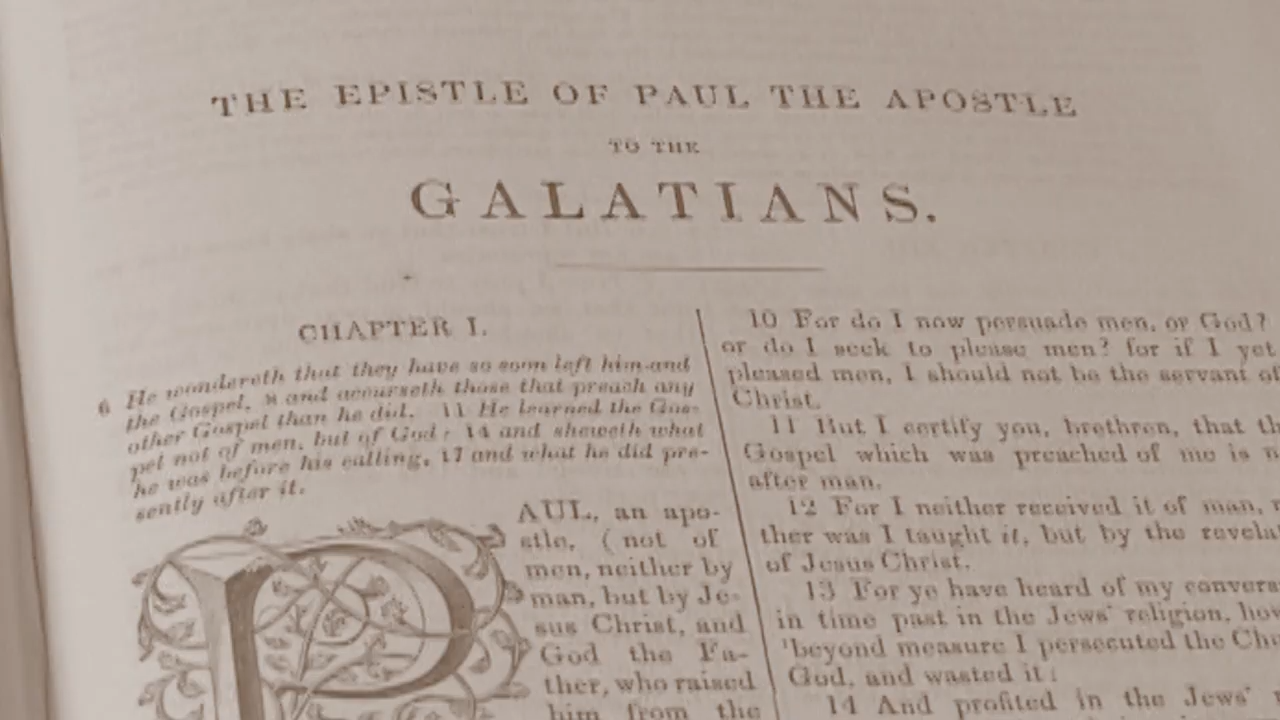 THE EPISTLE OF PAUL THE APOSTLE
TO THE
GALATIANS.
CHAPTER I.
6 He wondereth that they have so soon left him and
the Gospel, 8 and accurseth those that preach any
other Gospel than he did. 11 He learned the Gos-
pel not of men, but of God: 14 and sheweth what
he was before his calling, 17 and what he did pre-
sently after it.
PAUL, an apo-
stle, (not of
men, neither by
man, but by Je-
sus Christ, and
God the Fa-
ther, who raised
him from the
10 For do I now persuade men, or God?
or do I seek to please men? for if I yet
pleased men, I should not be the servant of
Christ.
11 But I certify you, brethren, that th
Gospel which was preached of me is n
after man.
12 For I neither received it of man,
ther was I taught it, but by the revela
of Jesus Christ.
13 For ye have heard of my conversa
in time past in the Jews' religion, how
'beyond measure I persecuted the Chu
God, and wasted it:
14 And profited in the Jews'